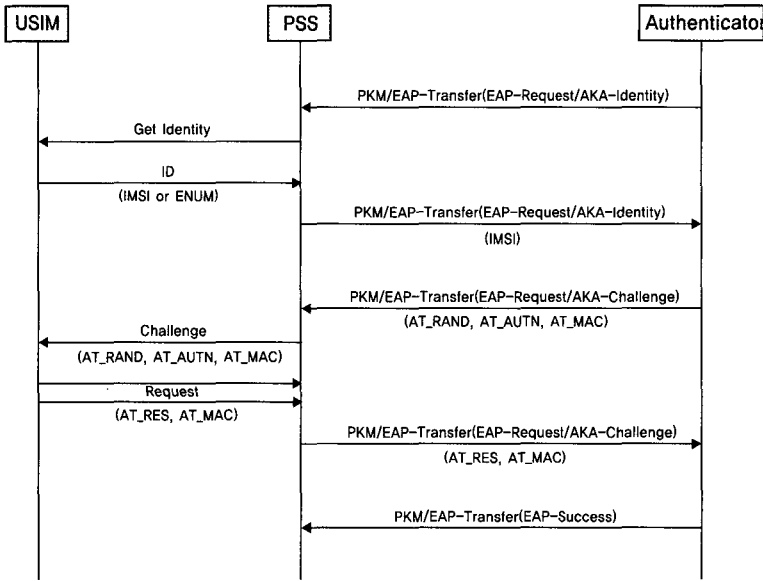 USIM
PSS
Authenticator
PKM/EAP-Transfer(EAP-Request/AKA-Identity)
Get Identity
ID
(IMSI or ENUM)
PKM/EAP-Transfer(EAP-Request/AKA-Identity)
(IMSI)
PKM/EAP-Transfer(EAP-Request/AKA-Challenge)
(AT_RAND, AT_AUTN, AT_MAC)
Challenge
(AT_RAND, AT_AUTN, AT_MAC)
Request
(AT_RES, AT_MAC)
PKM/EAP-Transfer(EAP-Request/AKA-Challenge)
(AT_RES, AT_MAC)
PKM/EAP-Transfer(EAP-Success)